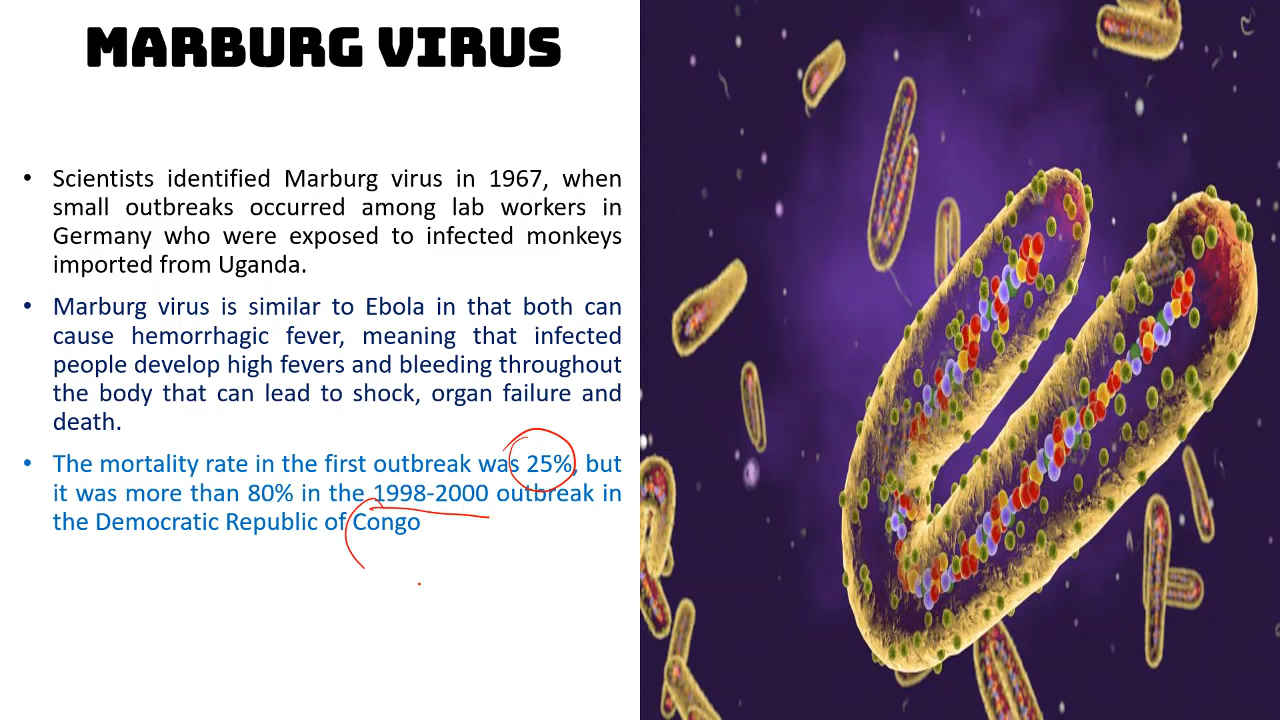 MARBURG VIRUS
• Scientists identified Marburg virus in 1967, when
small outbreaks occurred among lab workers in
Germany who were exposed to infected monkeys
imported from Uganda.
• Marburg virus is similar to Ebola in that both can
cause hemorrhagic fever, meaning that infected
people develop high fevers and bleeding throughout
the body that can lead to shock, organ failure and
death.
• The mortality rate in the first outbreak was 25%, but
it was more than 80% in the 1998-2000 outbreak in
the Democratic Republic of Congo